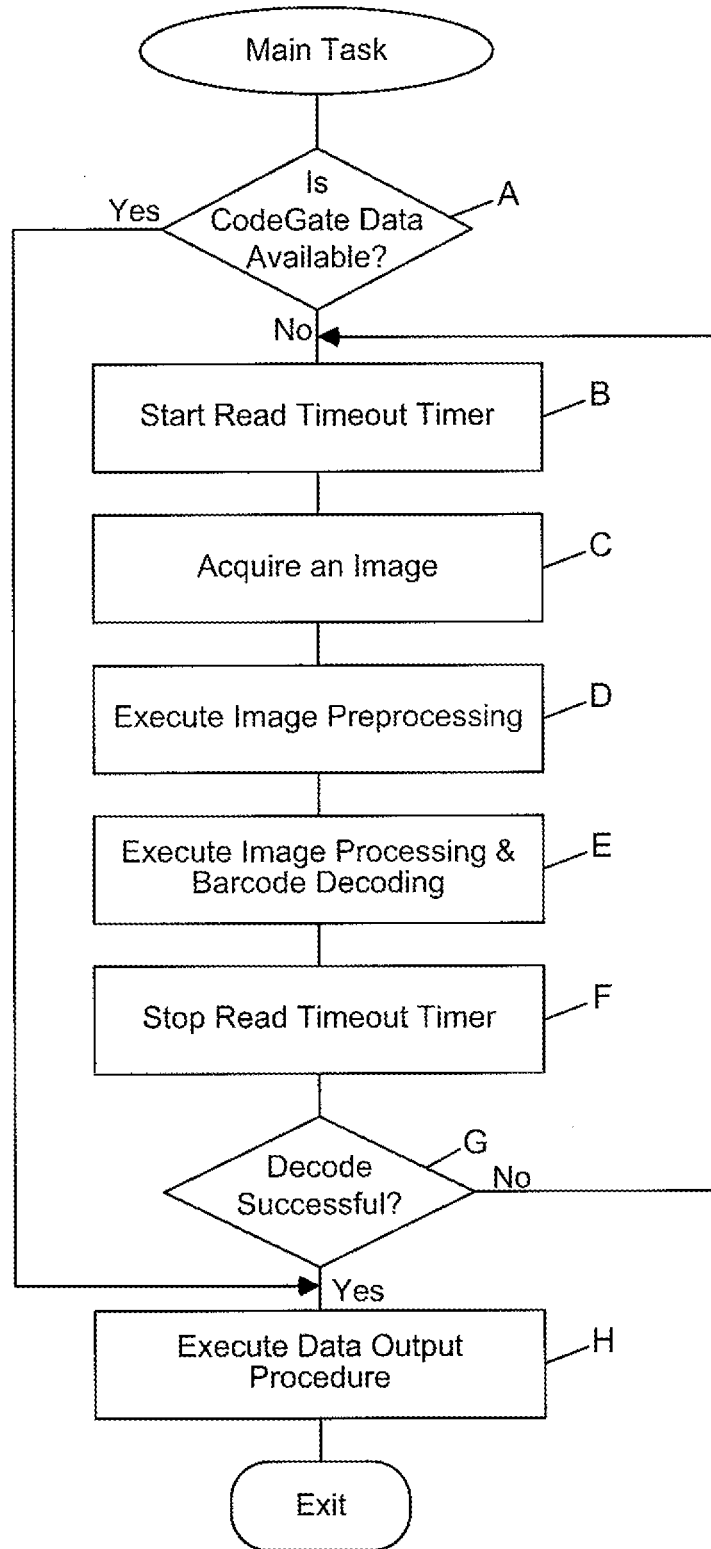 Main Task
Is
CodeGate Data
Available?
A
Yes
No
Start Read Timeout Timer
B
Acquire an Image
C
Execute Image Preprocessing
D
Execute Image Processing &
Barcode Decoding
E
Stop Read Timeout Timer
F
Decode
Successful?
G
No
Yes
Execute Data Output
Procedure
H
Exit